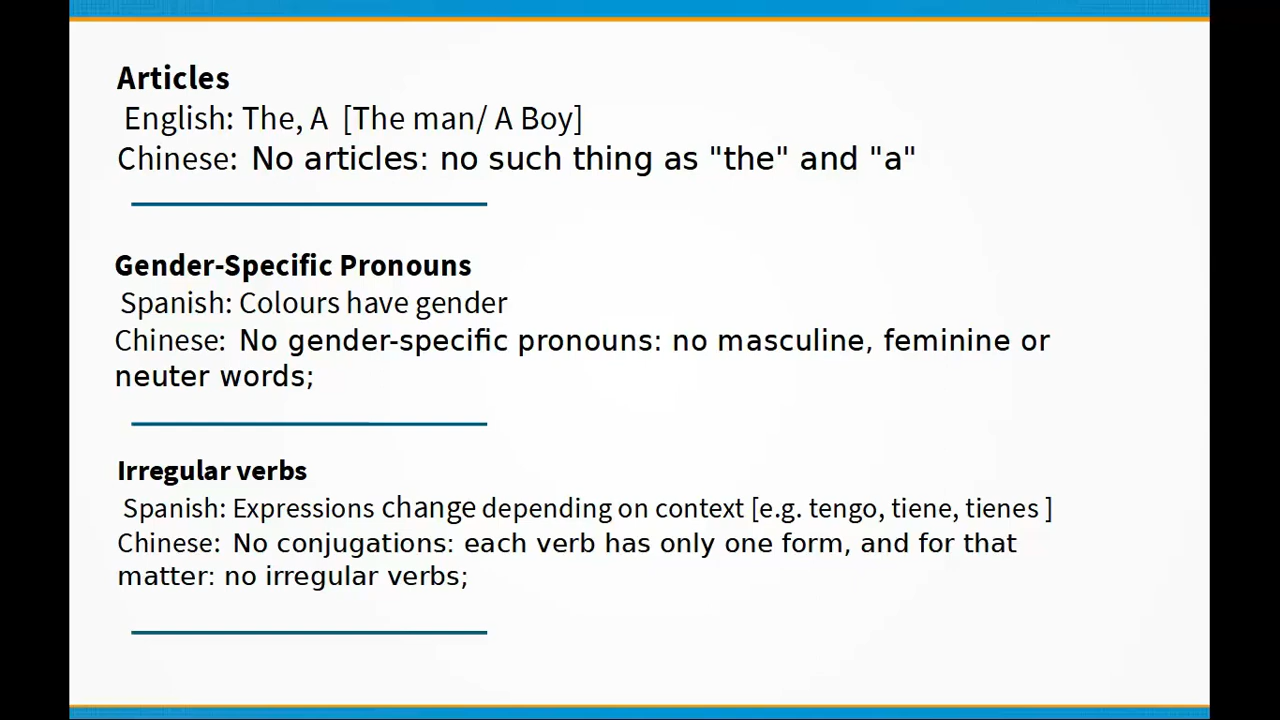 Articles
English: The, A [The man/ A Boy]
Chinese: No articles: no such thing as "the" and "a"
Gender-Specific Pronouns
Spanish: Colours have gender
Chinese: No gender-specific pronouns: no masculine, feminine or
neuter words;
Irregular verbs
Spanish: Expressions change depending on context [e.g. tengo, tiene, tienes ]
Chinese: No conjugations: each verb has only one form, and for that
matter: no irregular verbs;